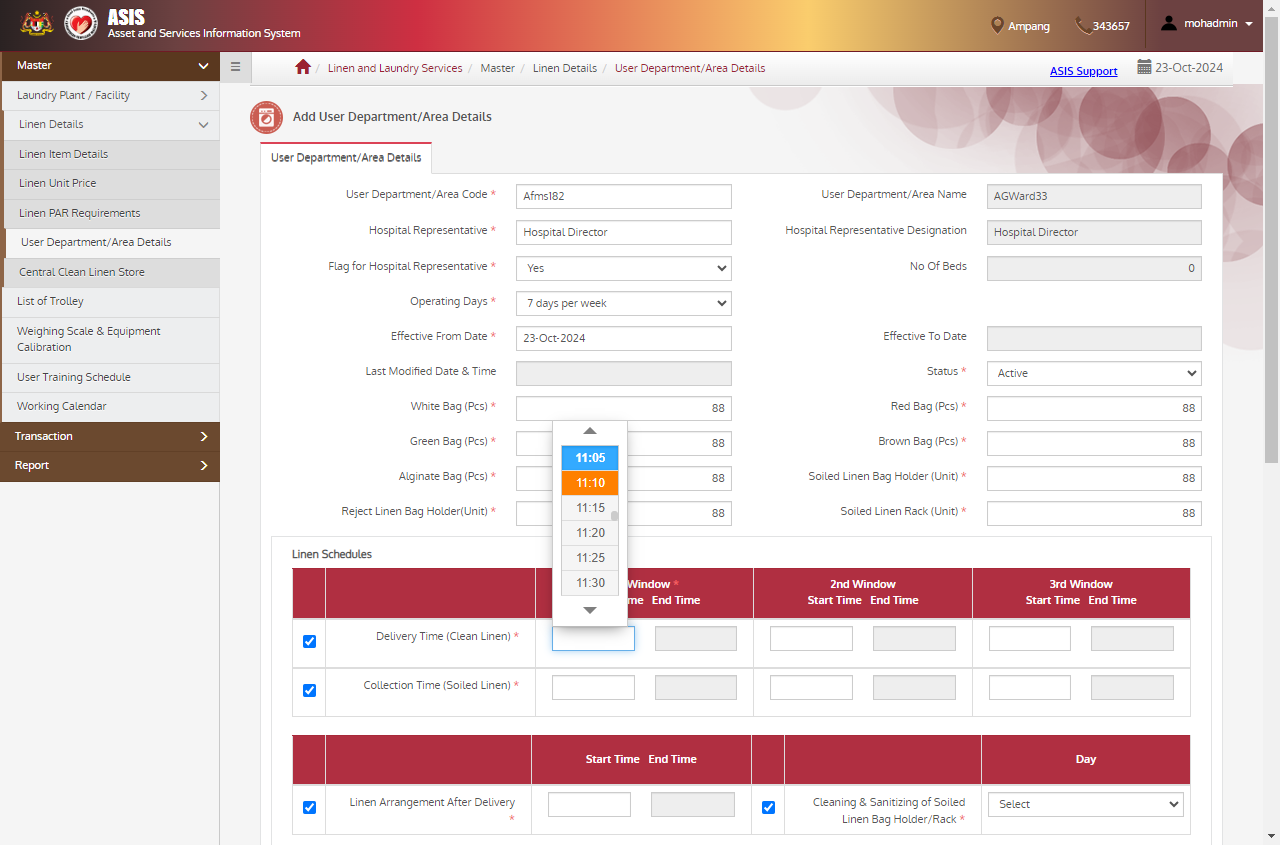 ASIS
Asset and Services Information System
Ampang
343657
mohadmin
Master
Laundry Plant / Facility
Linen Details
Linen Item Details
Linen Unit Price
Linen PAR Requirements
User Department/Area Details
Central Clean Linen Store
List of Trolley
Weighing Scale & Equipment
Calibration
User Training Schedule
Working Calendar
Transaction
Report
/ Linen and Laundry Services / Master / Linen Details / User Department/Area Details
ASIS Support
23-Oct-2024
Add User Department/Area Details
User Department/Area Details
User Department/Area Code * Afms182
User Department/Area Name AGWard33
Hospital Representative * Hospital Director
Hospital Representative Designation Hospital Director
Flag for Hospital Representative * Yes
No Of Beds 0
Operating Days * 7 days per week
Effective From Date * 23-Oct-2024
Effective To Date
Last Modified Date & Time
Status * Active
White Bag (Pcs) * 88
Red Bag (Pcs) * 88
Green Bag (Pcs) * 88
Brown Bag (Pcs) * 88
Alginate Bag (Pcs) * 88
Soiled Linen Bag Holder (Unit) * 88
Reject Linen Bag Holder(Unit) * 88
Soiled Linen Rack (Unit) * 88
11:05
11:10
11:15
11:20
11:25
11:30
Linen Schedules
Window * 2nd Window 3rd Window
me End Time Start Time End Time Start Time End Time
Delivery Time (Clean Linen) *
Collection Time (Soiled Linen) *
Start Time End Time Day
Linen Arrangement After Delivery
*
Cleaning & Sanitizing of Soiled
Linen Bag Holder/Rack *
Select